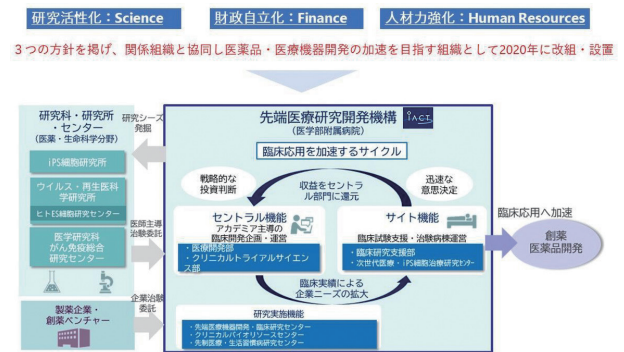 研究活性化：Science
財政自立化：Finance
人材力強化：Human Resources
３つの方針を掲げ、関係組織と協同し医薬品・医療機器開発の加速を目指す組織として2020年に改組・設置
研究科・研究所
・センター
(医薬・生命科学分野)
iPS細胞研究所
ウイルス・再生医科
学研究所
ヒトES細胞研究センター
医学研究科
がん免疫総合
研究センター
製薬企業・
創薬ベンチャー
研究シーズ
発掘
医師主導
治験委託
企業治験
委託
先端医療研究開発機構
(医学部附属病院)
iACT
臨床応用を加速するサイクル
戦略的な
投資判断
収益をセントラ
ル部門に還元
迅速な
意思決定
セントラル機能
アカデミア主導の
臨床開発企画・運営
・医療開発部
・クリニカルトライアルサイエン
ス部
サイト機能
臨床試験支援・治験病棟運営
・臨床研究支援部
・次世代医療・iPS細胞治療研究センター
臨床実績による
企業ニーズの拡大
研究実施機能
・先端医療機器開発・臨床研究センター
・クリニカルバイオリソースセンター
・先制医療・生活習慣病研究センター
臨床応用へ加速
創薬
医薬品開発